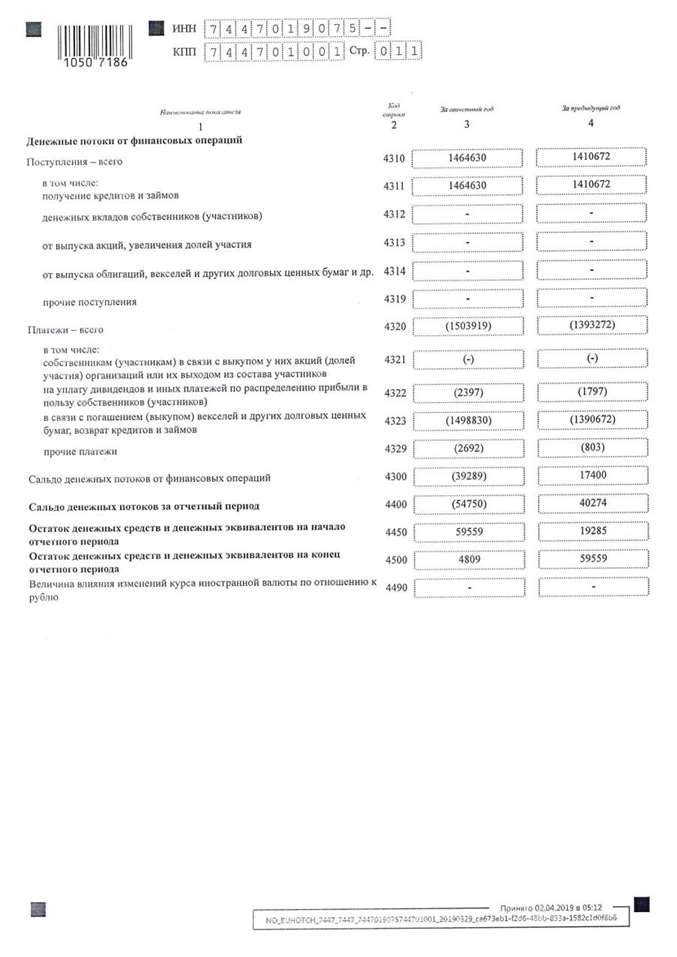 ИНН 7447019075--
1050 7186
КПП 744701001 Стр. 011
Наименование показателя Код строки За отчетный год За предыдущий год
1 2 3 4
Денежные потоки от финансовых операций
Поступления – всего 4310 1464630 1410672
в том числе:
получение кредитов и займов 4311 1464630 1410672
денежных вкладов собственников (участников) 4312 - -
от выпуска акций, увеличения долей участия 4313 - -
от выпуска облигаций, векселей и других долговых ценных бумаг и др. 4314 - -
прочие поступления 4319 - -
Платежи – всего 4320 (1503919) (1393272)
в том числе:
собственникам (участникам) в связи с выкупом у них акций (долей 4321 (-) (-)
участия) организаций или их выходом из состава участников
на уплату дивидендов и иных платежей по распределению прибыли в 4322 (2397) (1797)
пользу собственников (участников)
в связи с погашением (выкупом) векселей и других долговых ценных 4323 (1498830) (1390672)
бумаг, возврат кредитов и займов
прочие платежи 4329 (2692) (803)
Сальдо денежных потоков от финансовых операций 4300 (39289) 17400
Сальдо денежных потоков за отчетный период 4400 (54750) 40274
Остаток денежных средств и денежных эквивалентов на начало 4450 59559 19285
отчетного периода
Остаток денежных средств и денежных эквивалентов на конец 4500 4809 59559
отчетного периода
Величина влияния изменений курса иностранной валюты по отношению к 4490 - -
рублю
Принято 02.04.2019 в 05:12